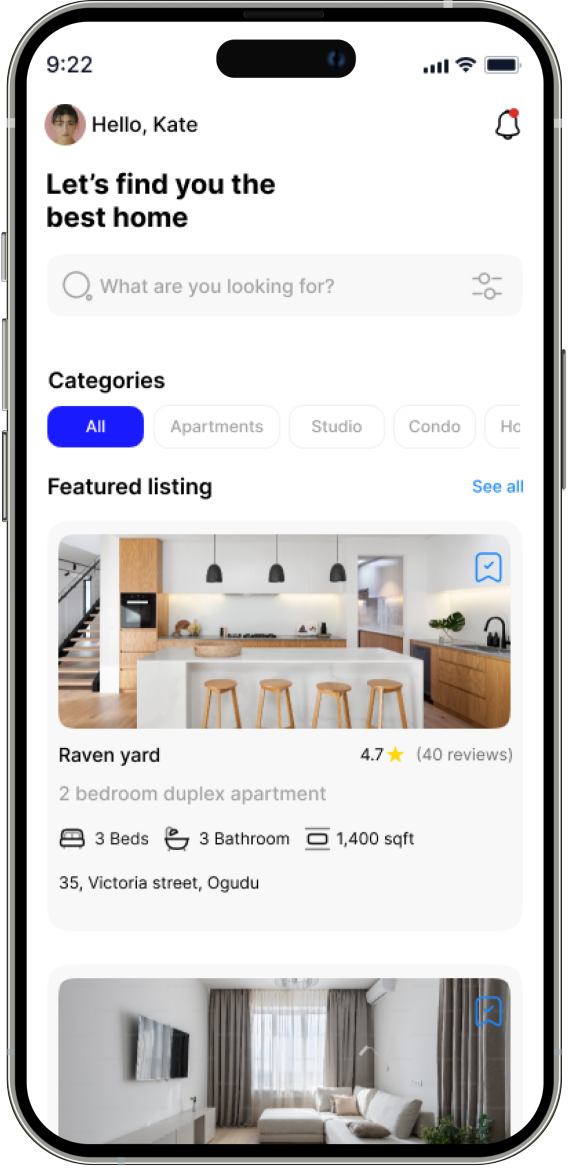 9:22
Hello, Kate
Let’s find you the
best home
What are you looking for?
Categories
All Apartments Studio Condo Ho
Featured listing See all
Raven yard 4.7 (40 reviews)
2 bedroom duplex apartment
3 Beds 3 Bathroom 1,400 sqft
35, Victoria street, Ogudu